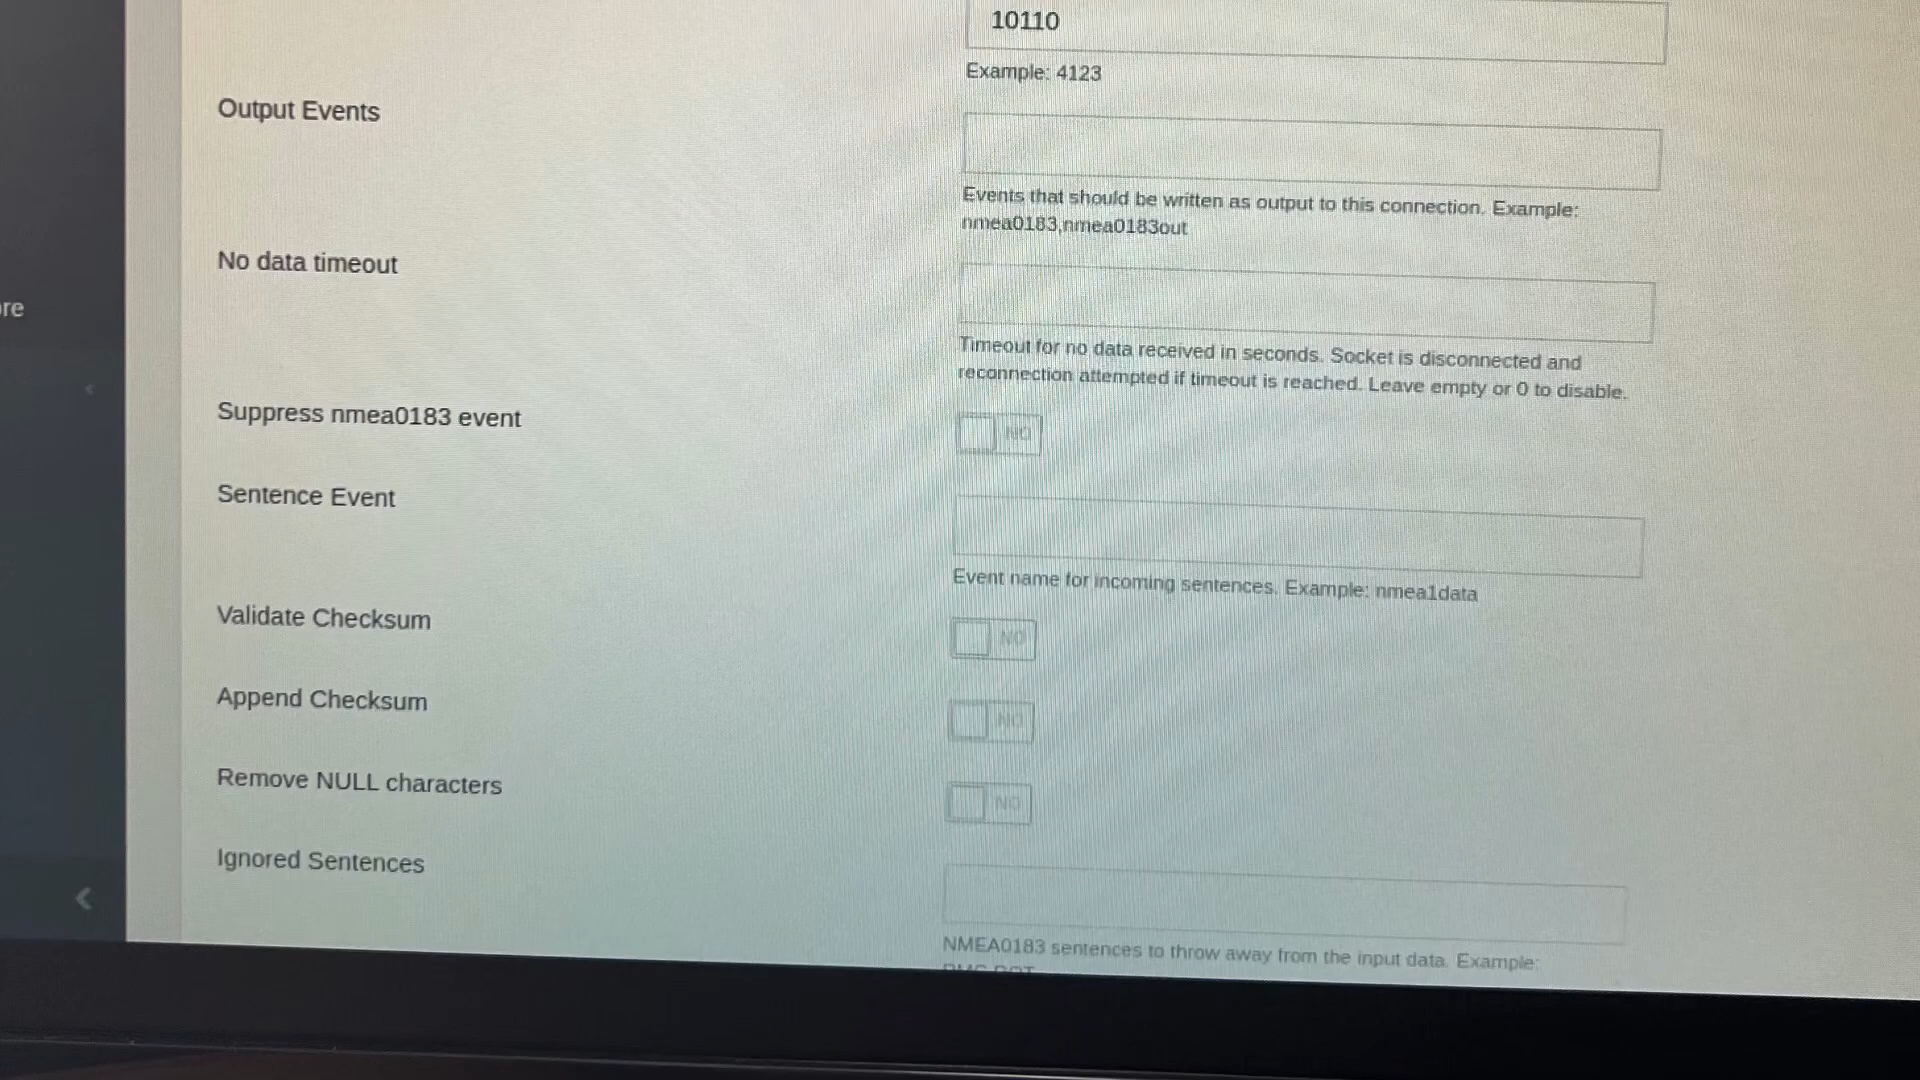 10110
Example: 4123
Output Events
Events that should be written as output to this connection. Example:
nmea0183,nmea0183out
No data timeout
re
Timeout for no data received in seconds. Socket is disconnected and
reconnection attempted if timeout is reached. Leave empty or 0 to disable.
Suppress nmea0183 event
NO
Sentence Event
Event name for incoming sentences. Example: nmea1data
Validate Checksum
NO
Append Checksum
NO
Remove NULL characters
NO
Ignored Sentences
NMEA0183 sentences to throw away from the input data. Example: